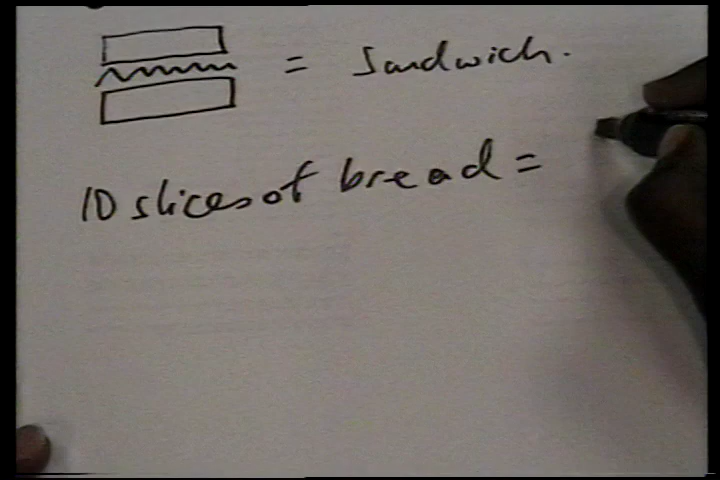 = Sandwich.
10 slices of bread =